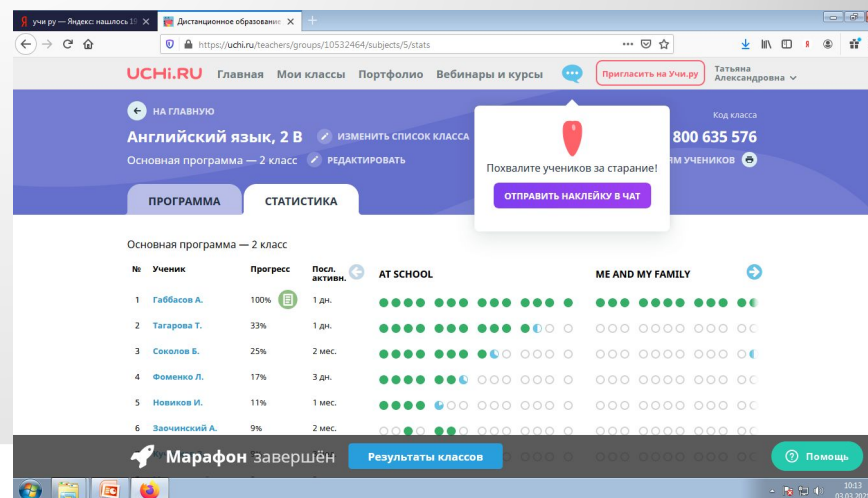 учи ру — Яндекс: нашлось 19
Дистанционное образование
https://uchi.ru/teachers/groups/10532464/subjects/5/stats
UCHi.RU Главная Мои классы Портфолио Вебинары и курсы Пригласить на Учи.ру Татьяна Александровна
НА ГЛАВНУЮ
Код класса
Английский язык, 2 В ИЗМЕНИТЬ СПИСОК КЛАССА
800 635 576
Основная программа — 2 класс РЕДАКТИРОВАТЬ
УЧЕНИКОВ
Похвалите учеников за старание!
ОТПРАВИТЬ НАКЛЕЙКУ В ЧАТ
ПРОГРАММА СТАТИСТИКА
Основная программа — 2 класс
№ Ученик Прогресс Посл. активн. AT SCHOOL ME AND MY FAMILY
1 Габбасов А. 100% 1 дн.
2 Тагарова Т. 33% 1 дн.
3 Соколов Б. 25% 2 мес.
4 Фоменко Л. 17% 3 дн.
5 Новиков И. 11% 1 мес.
6 Заочинский А. 9% 2 мес.
Марафон завершён Результаты классов
Помощь
10:13